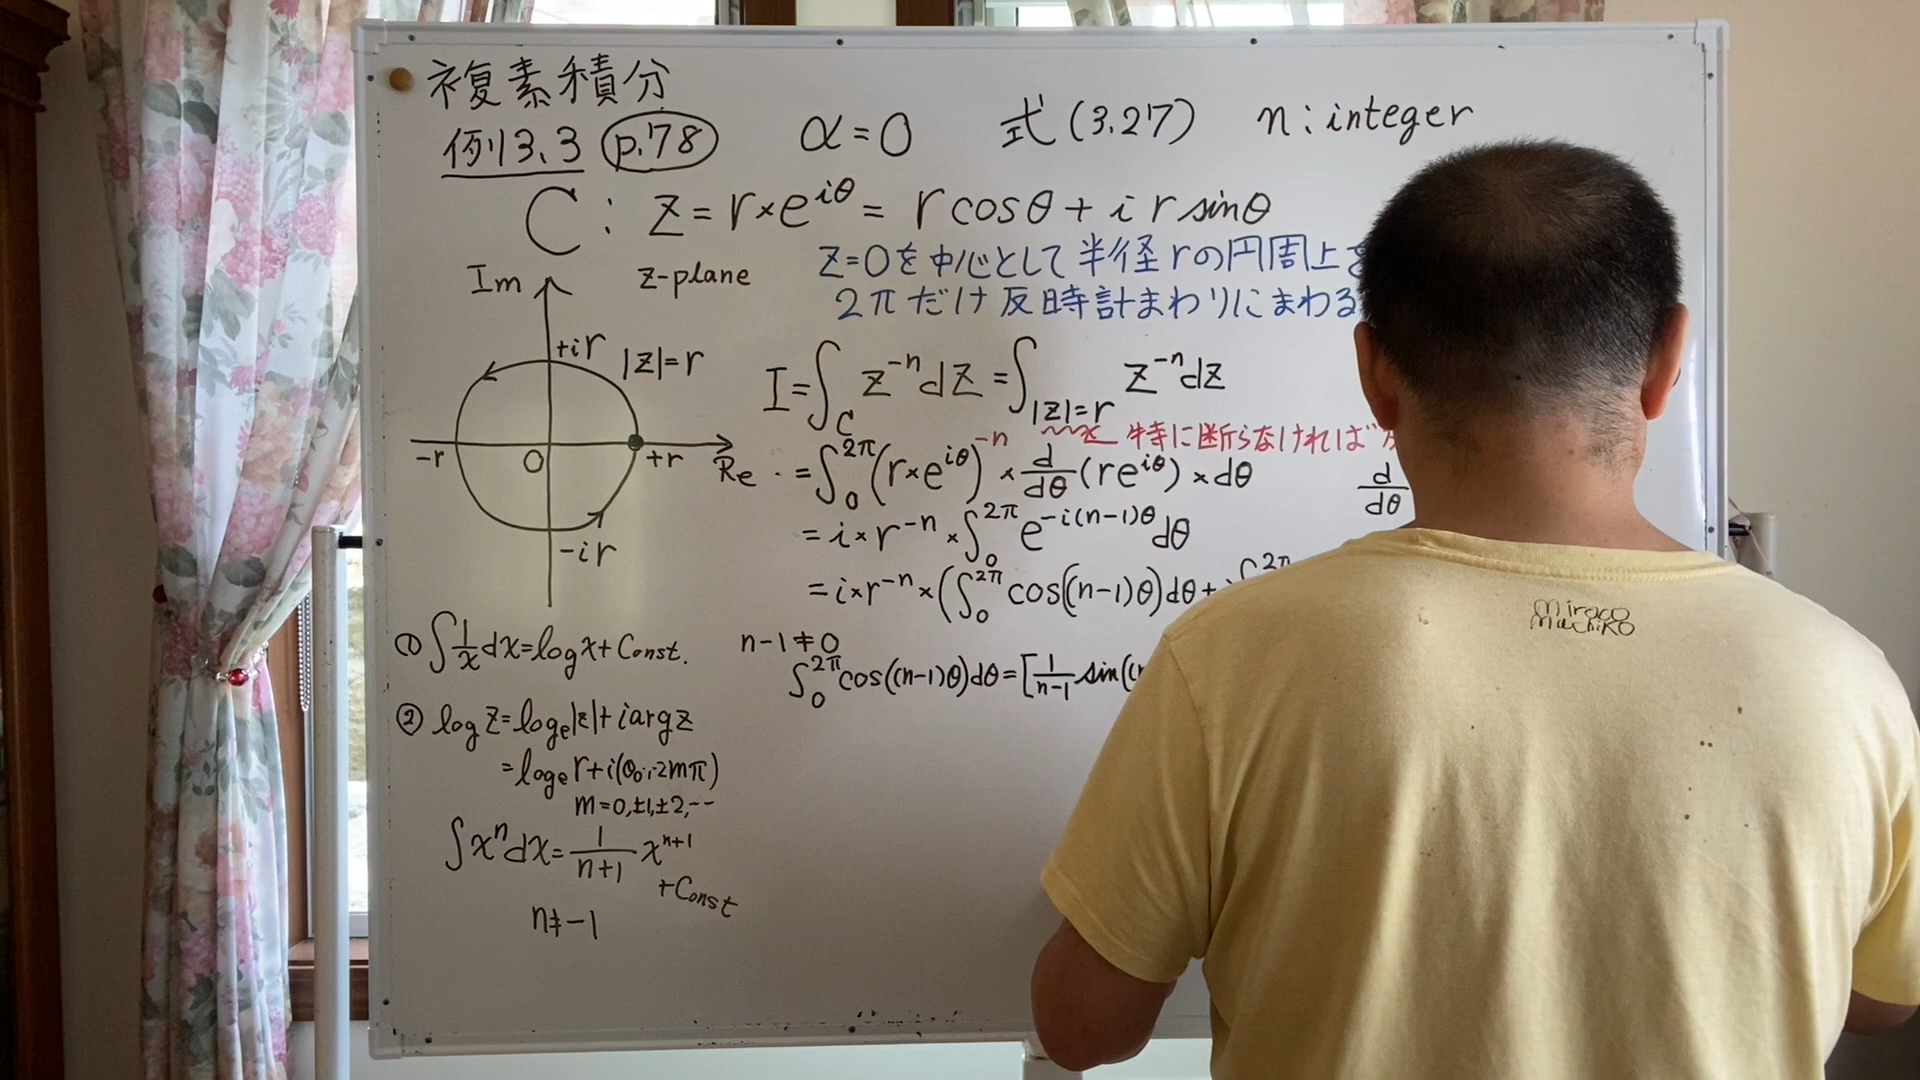 複素積分
例3.3 p.78 α=0 式(3.27) n:integer
C: z=r×e^{iθ}=r cosθ+i r sinθ
z=0を中心として半径rの円周上を
2πだけ反時計まわりにまわる
Im z-plane
+ir |z|=r
-r O +r Re
-ir
I=∫_C z^{-n}dz=∫_{|z|=r} z^{-n}dz
特に断らなければ
=∫_0^{2π}(r×e^{iθ})^{-n}×d/dθ(re^{iθ})×dθ d/dθ
=i×r^{-n}×∫_0^{2π}e^{-i(n-1)θ}dθ
=i×r^{-n}×(∫_0^{2π}cos((n-1)θ)dθ+ ∫^{2π}
n-1≠0
∫_0^{2π}cos((n-1)θ)dθ=[1/(n-1) sin((
① ∫1/x dx=log x+Const.
② log z=log_e|z|+i arg z
=log_e r+i(θ_0+2mπ)
m=0,±1,±2,--
∫x^n dx=1/(n+1) x^{n+1}
+Const
n≠-1